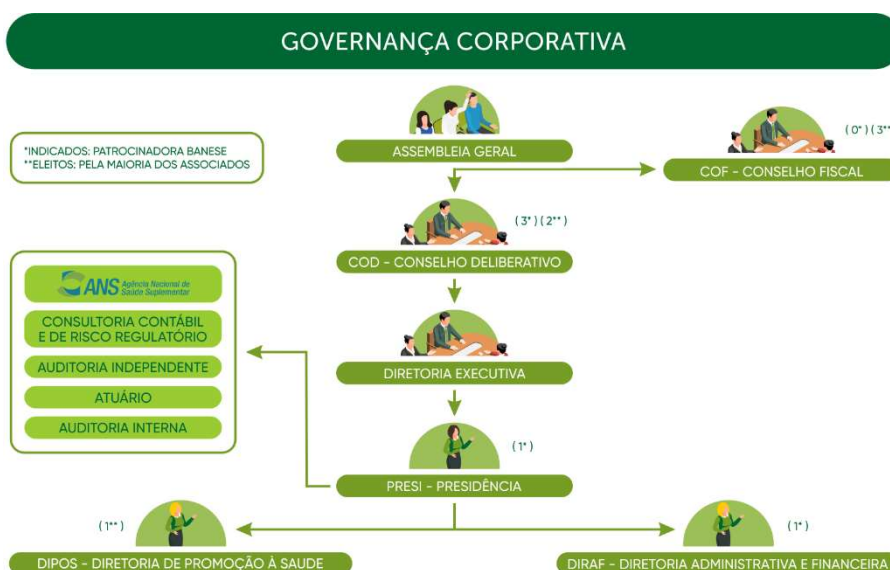 GOVERNANÇA CORPORATIVA
*INDICADOS: PATROCINADORA BANESE
**ELEITOS: PELA MAIORIA DOS ASSOCIADOS
ASSEMBLEIA GERAL
(0*) (3**
COF - CONSELHO FISCAL
(3*) (2**)
COD - CONSELHO DELIBERATIVO
ANS Agência Nacional de
Saúde Suplementar
CONSULTORIA CONTÁBIL
E DE RISCO REGULATÓRIO
AUDITORIA INDEPENDENTE
ATUÁRIO
AUDITORIA INTERNA
DIRETORIA EXECUTIVA
(1*)
PRESI - PRESIDÊNCIA
(1**)
DIPOS - DIRETORIA DE PROMOÇÃO À SAUDE
(1*)
DIRAF - DIRETORIA ADMINISTRATIVA E FINANCEIRA